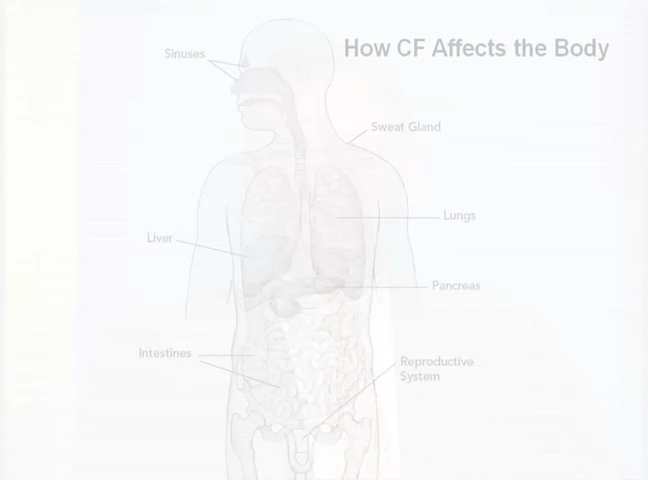 How CF Affects the Body
Sinuses
Sweat Gland
Lungs
Liver
Pancreas
Intestines
Reproductive
System